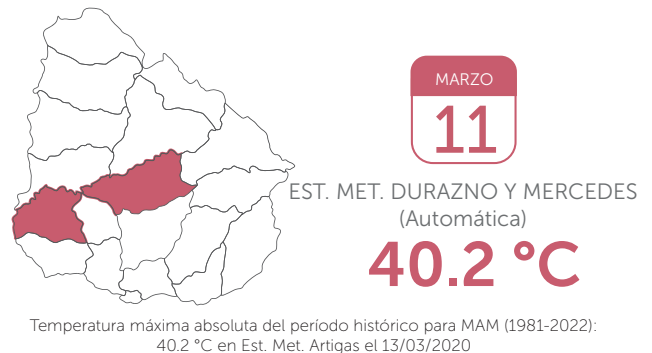 MARZO
11
EST. MET. DURAZNO Y MERCEDES
(Automática)
40.2 °C
Temperatura máxima absoluta del período histórico para MAM (1981-2022):
40.2 °C en Est. Met. Artigas el 13/03/2020